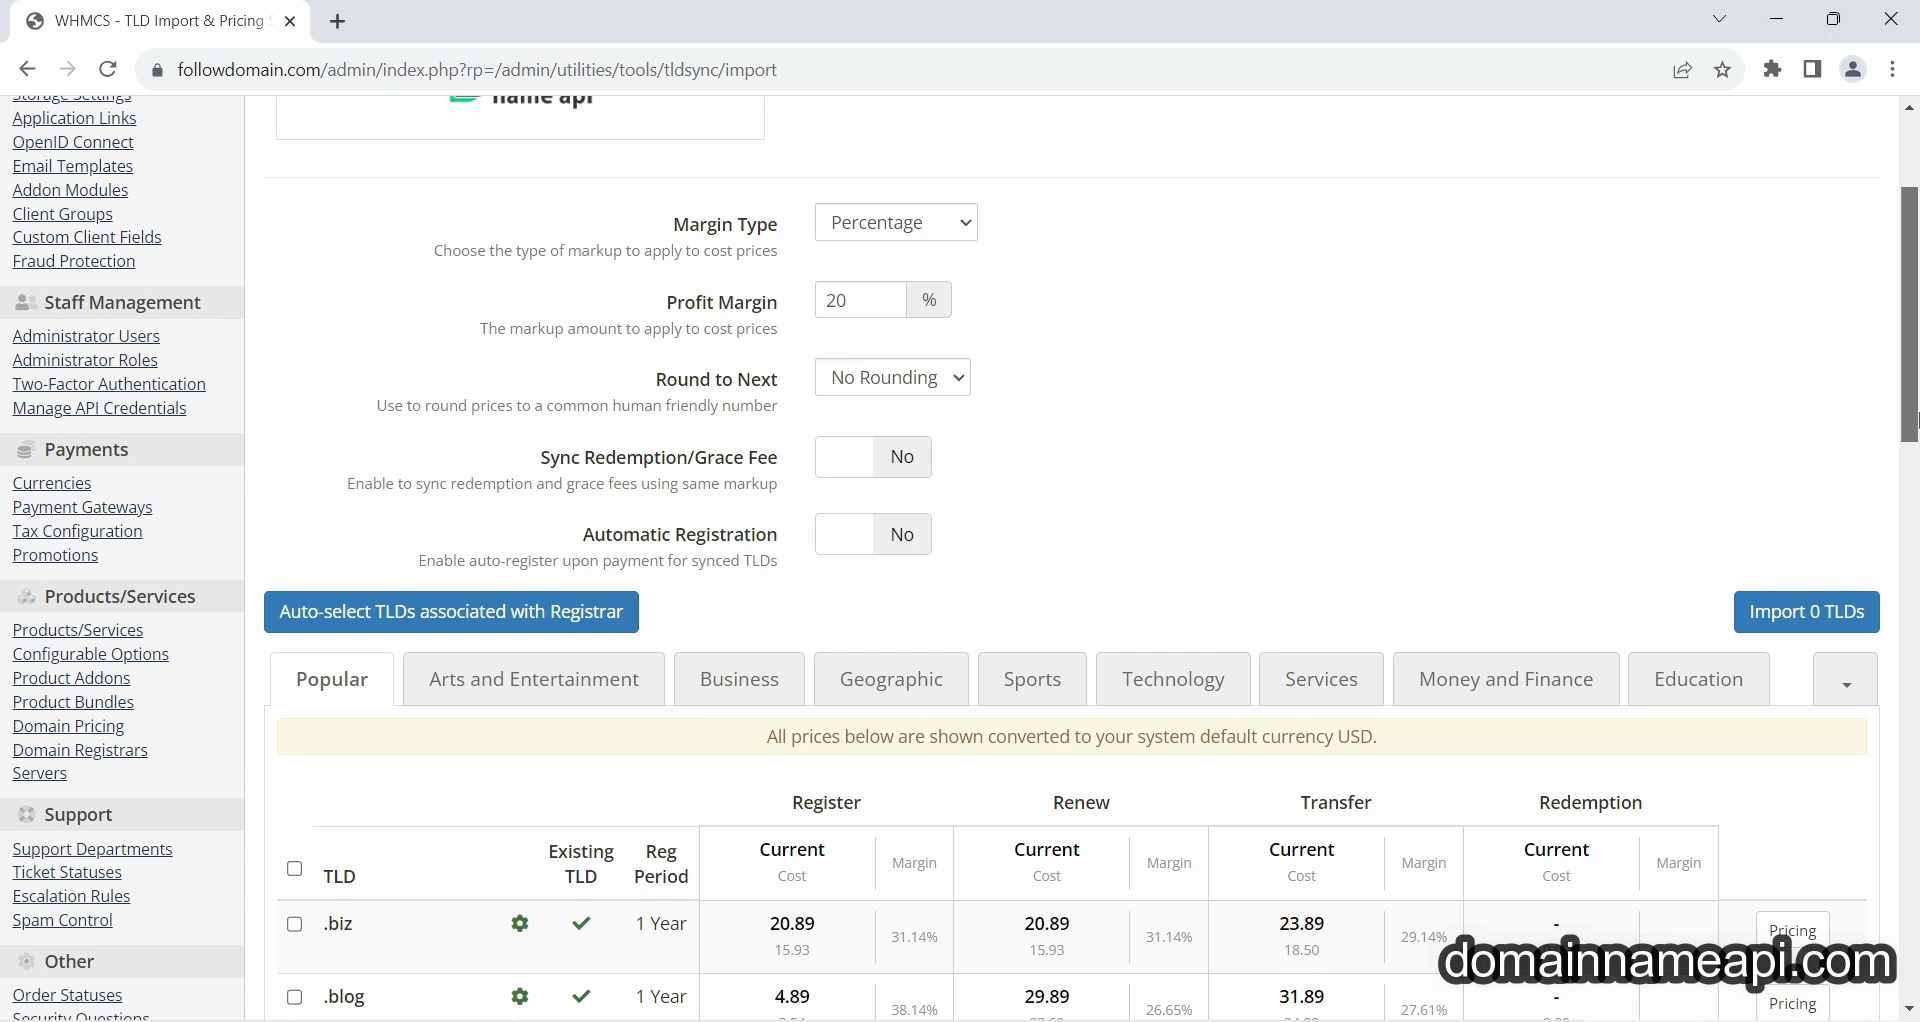 WHMCS - TLD Import & Pricing S
followdomain.com/admin/index.php?rp=/admin/utilities/tools/tldsync/import
Storage Settings
Application Links
OpenID Connect
Email Templates
Addon Modules
Client Groups
Custom Client Fields
Fraud Protection
Staff Management
Administrator Users
Administrator Roles
Two-Factor Authentication
Manage API Credentials
Payments
Currencies
Payment Gateways
Tax Configuration
Promotions
Products/Services
Products/Services
Configurable Options
Product Addons
Product Bundles
Domain Pricing
Domain Registrars
Servers
Support
Support Departments
Ticket Statuses
Escalation Rules
Spam Control
Other
Order Statuses
Security Questions
name api
Margin Type
Percentage
Choose the type of markup to apply to cost prices
Profit Margin
20 %
The markup amount to apply to cost prices
Round to Next
No Rounding
Use to round prices to a common human friendly number
Sync Redemption/Grace Fee
No
Enable to sync redemption and grace fees using same markup
Automatic Registration
No
Enable auto-register upon payment for synced TLDs
Auto-select TLDs associated with Registrar
Import 0 TLDs
Popular Arts and Entertainment Business Geographic Sports Technology Services Money and Finance Education
All prices below are shown converted to your system default currency USD.
Register Renew Transfer Redemption
TLD Existing TLD Reg Period Current Cost Margin Current Cost Margin Current Cost Margin Current Cost Margin
.biz 1 Year 20.89 31.14% 20.89 31.14% 23.89 29.14% - Pricing
15.93 15.93 18.50
domainnameapi.com
.blog 1 Year 4.89 38.14% 29.89 26.65% 31.89 27.61% - Pricing